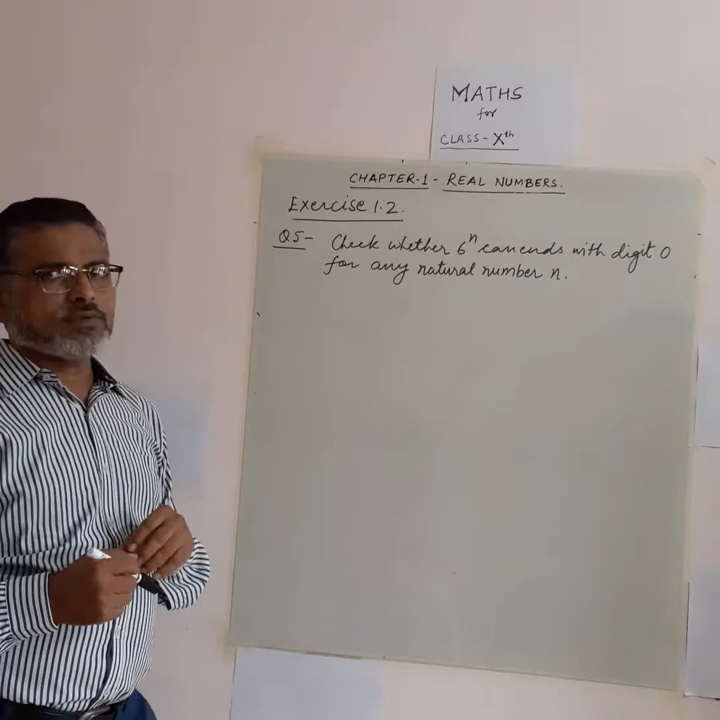 MATHS
for
CLASS-Xth
CHAPTER-1 - REAL NUMBERS.
Exercise 1.2.
Q5- Check whether 6^n can ends with digit 0
for any natural number n.